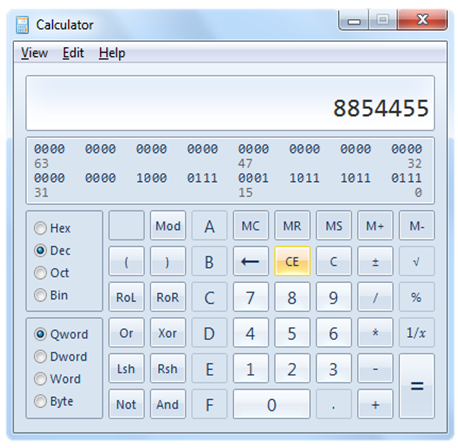 Calculator
View Edit Help
8854455
0000 0000 0000 0000 0000 0000 0000 0000
63 47 32
0000 0000 1000 0111 0001 1011 1011 0111
31 15 0
Hex Mod A MC MR MS M+ M-
Dec ( ) B ← CE C ± √
Oct
Bin RoL RoR C 7 8 9 / %
Qword Or Xor D 4 5 6 * 1/x
Dword Lsh Rsh E 1 2 3 - =
Word
Byte Not And F 0 . +